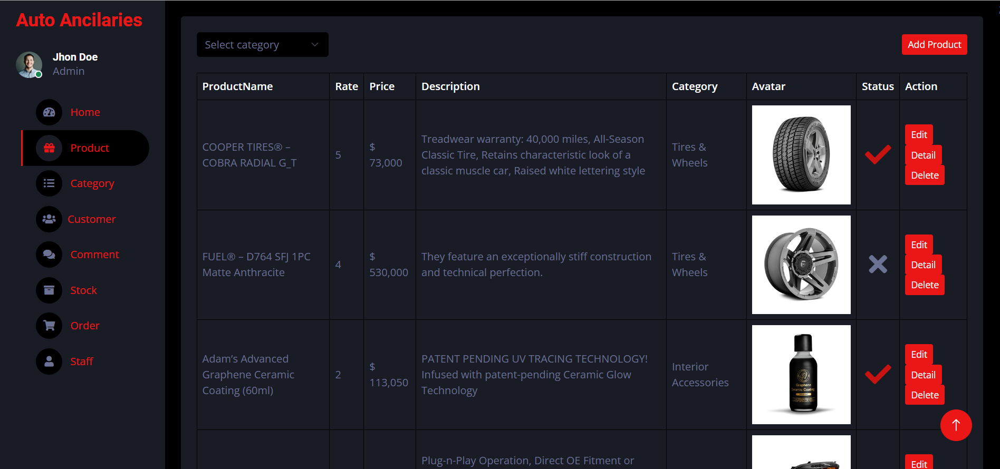 Auto Ancilaries
Jhon Doe
Admin
Home
Product
Category
Customer
Comment
Stock
Order
Staff
Select category
Add Product
ProductName Rate Price Description Category Avatar Status Action
COOPER TIRES® –
COBRA RADIAL G_T
5
$
73,000
Treadwear warranty: 40,000 miles, All-Season
Classic Tire, Retains characteristic look of a
classic muscle car, Raised white lettering style
Tires &
Wheels
Edit
Detail
Delete
FUEL® – D764 SFJ 1PC
Matte Anthracite
4
$
530,000
They feature an exceptionally stiff construction
and technical perfection.
Tires &
Wheels
Edit
Detail
Delete
Adam’s Advanced
Graphene Ceramic
Coating (60ml)
2
$
113,050
PATENT PENDING UV TRACING TECHNOLOGY!
Infused with patent-pending Ceramic Glow
Technology
Interior
Accessories
Graphene
Ceramic Coating
Edit
Detail
Delete
Plug-n-Play Operation, Direct OE Fitment or
Edit